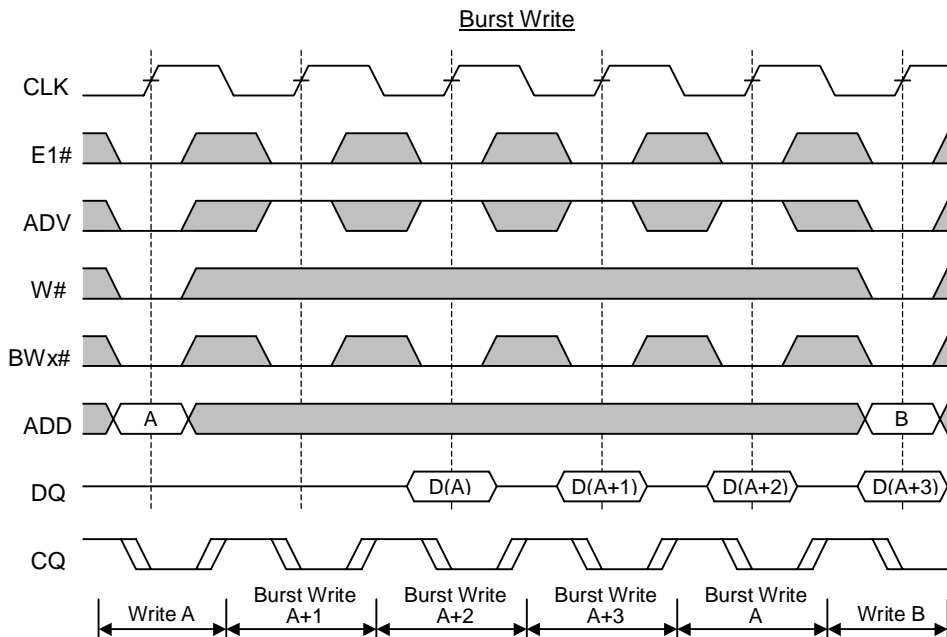 Burst Write
CLK
E1#
ADV
W#
BWx#
ADD
A
B
DQ
D(A)
D(A+1)
D(A+2)
D(A+3)
CQ
Write A
Burst Write
A+1
Burst Write
A+2
Burst Write
A+3
Burst Write
A
Write B